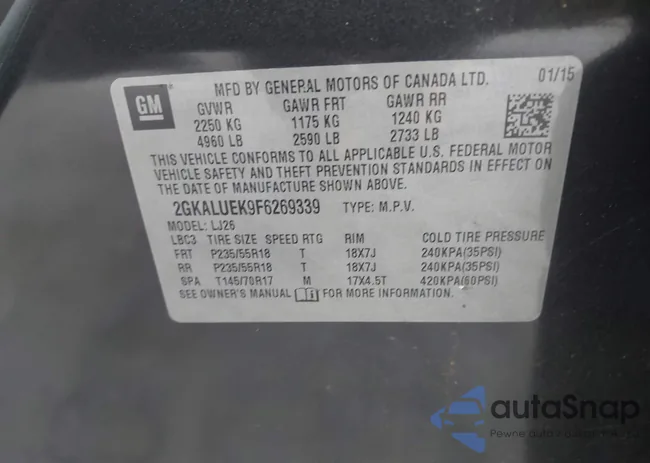 GM
MFD BY GENERAL MOTORS OF CANADA LTD. 01/15
GVWR GAWR FRT GAWR RR
2250 KG 1175 KG 1240 KG
4960 LB 2590 LB 2733 LB
THIS VEHICLE CONFORMS TO ALL APPLICABLE U.S. FEDERAL MOTOR
VEHICLE SAFETY AND THEFT PREVENTION STANDARDS IN EFFECT ON
THE DATE OF MANUFACTURE SHOWN ABOVE.
2GKALUEK9F6269339 TYPE: M.P.V.
MODEL: LJ26
LBC3 TIRE SIZE SPEED RTG RIM COLD TIRE PRESSURE
FRT P235/55R18 T 18X7J 240KPA(35PSI)
RR P235/55R18 T 18X7J 240KPA(35PSI)
SPA T145/70R17 M 17X4.5T 420KPA(60PSI)
SEE OWNER'S MANUAL i FOR MORE INFORMATION.
autaSnap
Pewne auta z